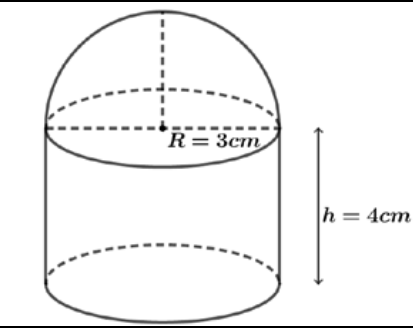 R = 3cm
h = 4cm